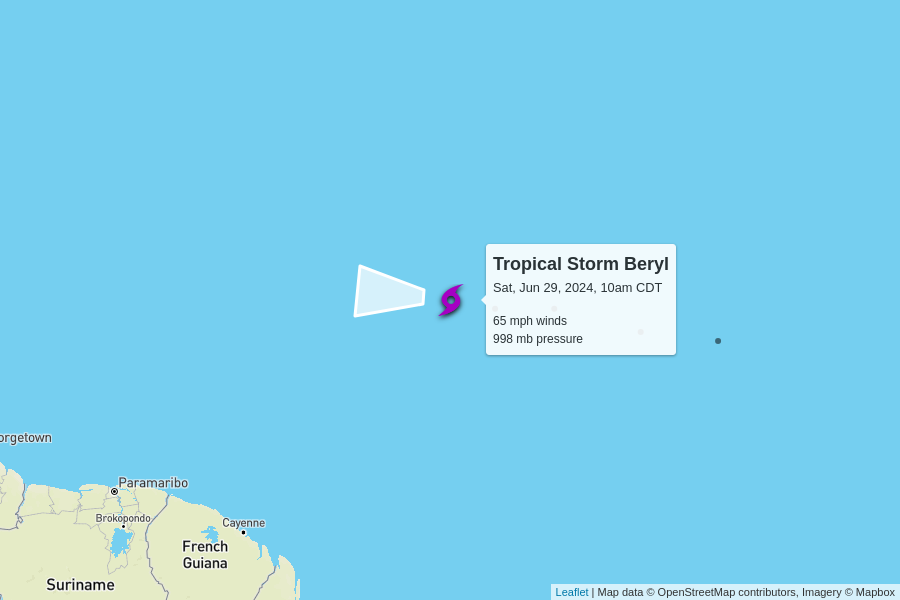 Tropical Storm Beryl
Sat, Jun 29, 2024, 10am CDT
65 mph winds
998 mb pressure
orgetown
Paramaribo
Brokopondo
Cayenne
French
Guiana
Suriname
Leaflet | Map data © OpenStreetMap contributors, Imagery © Mapbox